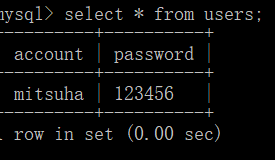 mysql> select * from users;
account | password |
mitsuha | 123456 |
row in set (0.00 sec)